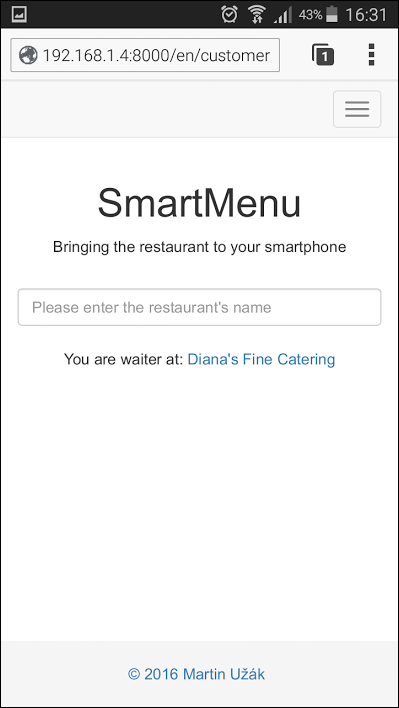 43% 16:31
192.168.1.4:8000/en/customer 1
SmartMenu
Bringing the restaurant to your smartphone
Please enter the restaurant's name
You are waiter at: Diana's Fine Catering
© 2016 Martin Užák